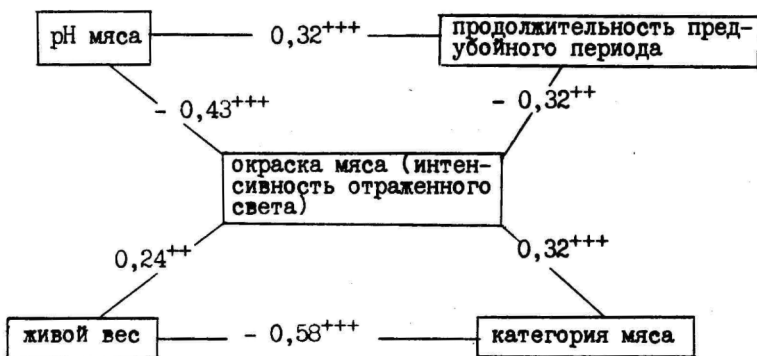 pH мяса
0,32+++
продолжительность пред-
убойного периода
- 0,43+++
- 0,32++
окраска мяса (интен-
сивность отраженного
света)
0,24++
0,32+++
живой вес
- 0,58+++
категория мяса